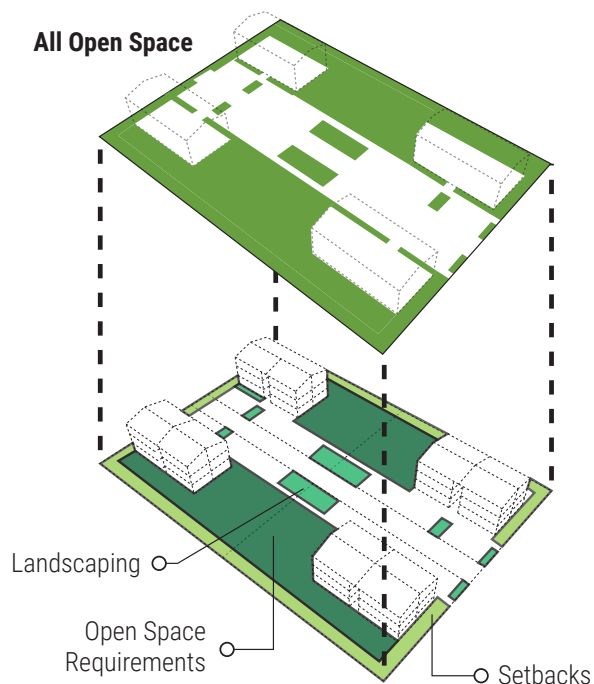 All Open Space
Landscaping
Open Space
Requirements
Setbacks